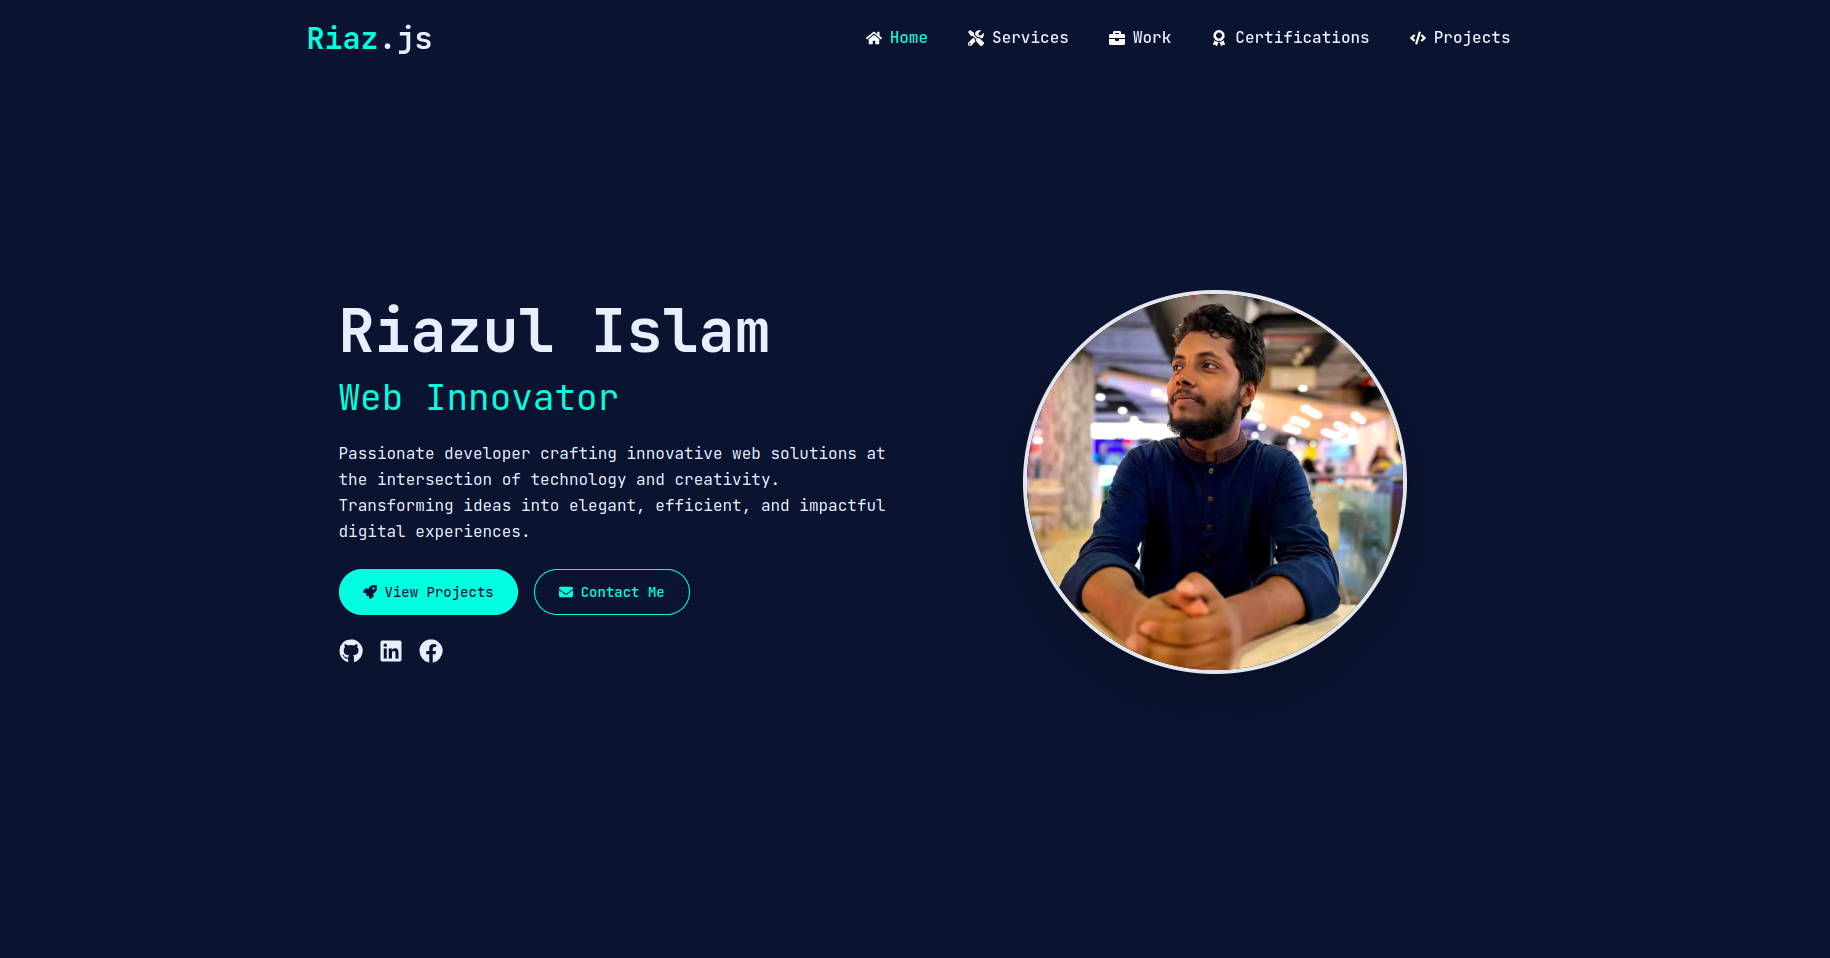 Riaz.js
Home Services Work Certifications Projects
Riazul Islam
Web Innovator
Passionate developer crafting innovative web solutions at
the intersection of technology and creativity.
Transforming ideas into elegant, efficient, and impactful
digital experiences.
View Projects Contact Me